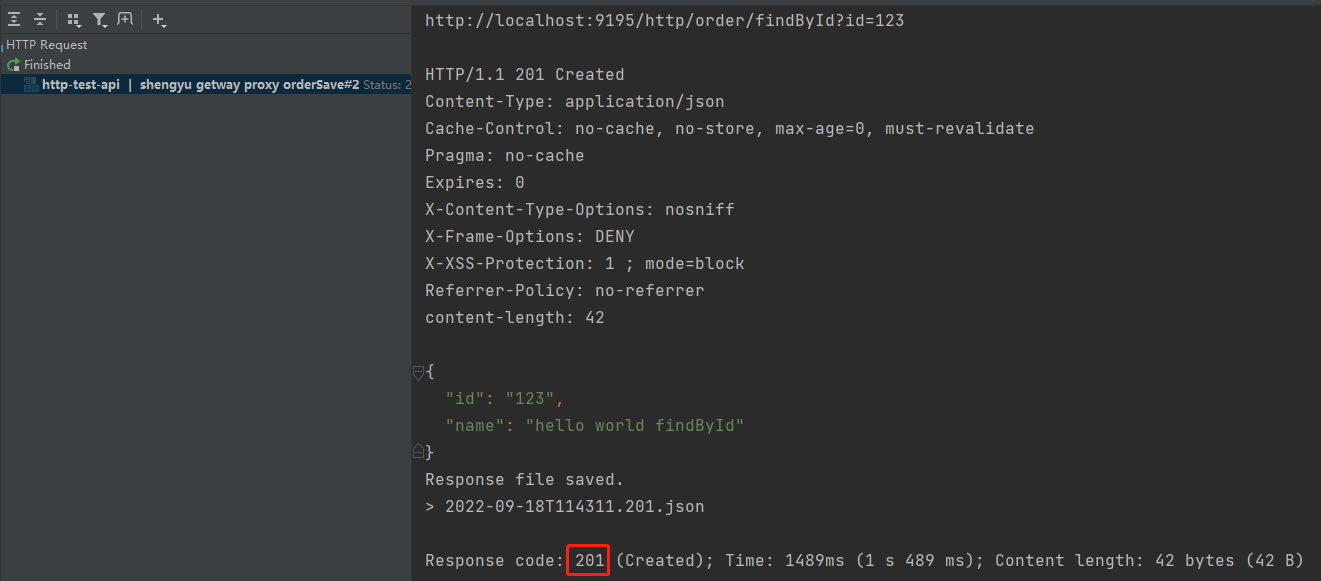 HTTP Request
Finished
http-test-api | shengyu getway proxy orderSave#2 Status: 2
http://localhost:9195/http/order/findById?id=123
HTTP/1.1 201 Created
Content-Type: application/json
Cache-Control: no-cache, no-store, max-age=0, must-revalidate
Pragma: no-cache
Expires: 0
X-Content-Type-Options: nosniff
X-Frame-Options: DENY
X-XSS-Protection: 1 ; mode=block
Referrer-Policy: no-referrer
content-length: 42
{
"id": "123",
"name": "hello world findById"
}
Response file saved.
> 2022-09-18T114311.201.json
Response code: 201 (Created); Time: 1489ms (1 s 489 ms); Content length: 42 bytes (42 B)